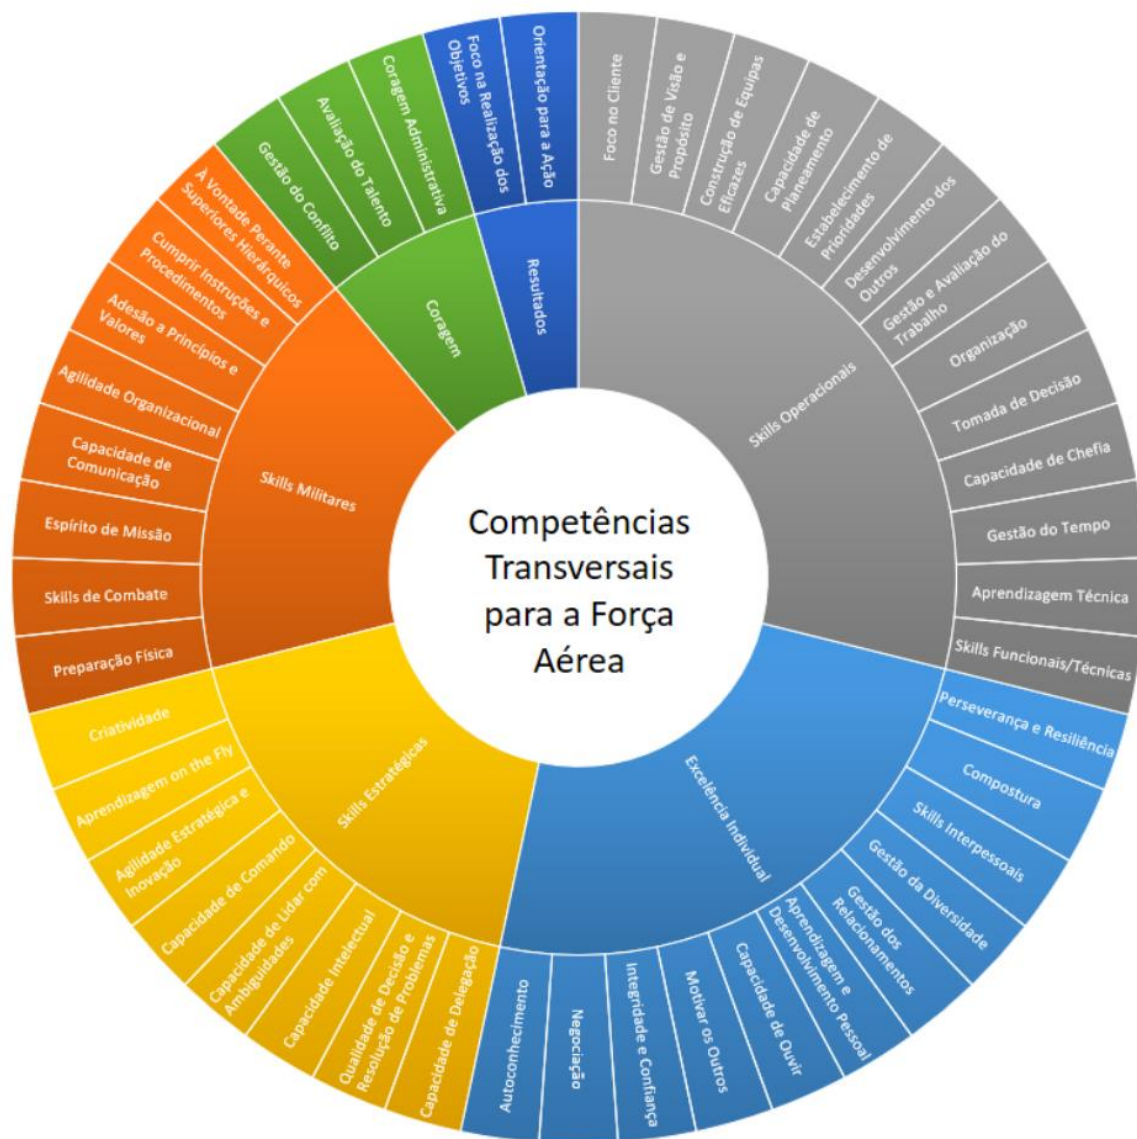 Competências
Transversais
para a Força
Aérea
Skills Operacionais
Foco no Cliente
Gestão de Visão e
Propósito
Construção de Equipas
Eficazes
Capacidade de
Planeamento
Estabelecimento de
Prioridades
Desenvolvimento dos
Outros
Gestão e Avaliação do
Trabalho
Organização
Tomada de Decisão
Capacidade de Chefia
Gestão do Tempo
Aprendizagem Técnica
Skills Funcionais/Técnicas
Excelência Individual
Perseverança e Resiliência
Compostura
Skills Interpessoais
Gestão da Diversidade
Gestão dos
Relacionamentos
Aprendizagem e
Desenvolvimento Pessoal
Capacidade de Ouvir
Motivar os Outros
Integridade e Confiança
Negociação
Autoconhecimento
Skills Estratégicas
Capacidade de Delegação
Qualidade de Decisão e
Resolução de Problemas
Capacidade Intelectual
Capacidade de Lidar com
Ambiguidades
Capacidade de Comando
Agilidade Estratégica e
Inovação
Aprendizagem on the Fly
Criatividade
Skills Militares
Preparação Física
Skills de Combate
Espírito de Missão
Capacidade de
Comunicação
Agilidade Organizacional
Adesão a Princípios e
Valores
Cumprir Instruções e
Procedimentos
À Vontade Perante
Superiores Hierárquicos
Coragem
Gestão do Conflito
Avaliação do Talento
Coragem Administrativa
Resultados
Foco na Realização dos
Objetivos
Orientação para a Ação